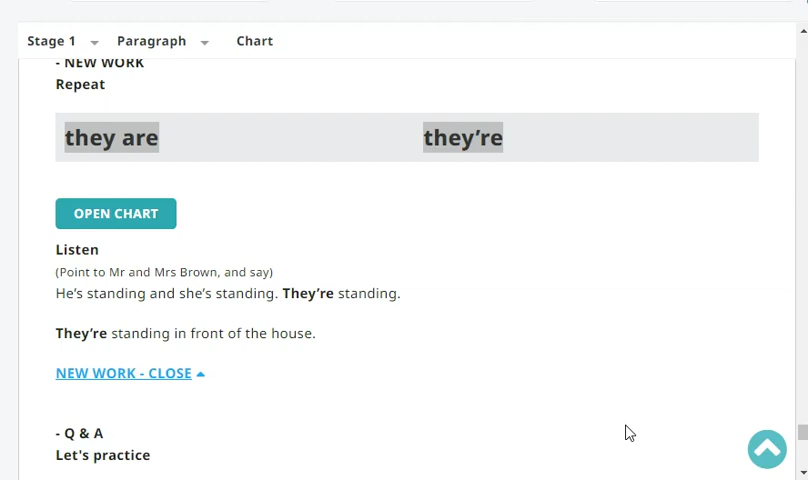 Stage 1 Paragraph Chart
- NEW WORK
Repeat
they are they’re
OPEN CHART
Listen
(Point to Mr and Mrs Brown, and say)
He’s standing and she’s standing. They’re standing.
They’re standing in front of the house.
NEW WORK - CLOSE
- Q & A
Let's practice